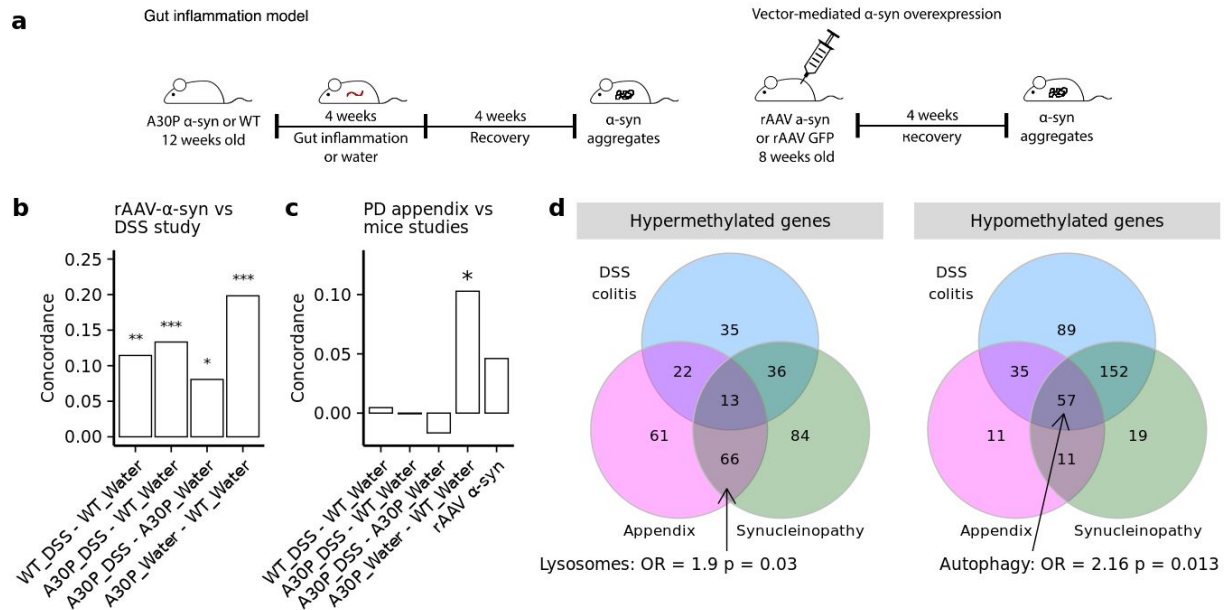 a
Gut inflammation model
A30P α-syn or WT
12 weeks old
4 weeks
Gut inflammation
or water
4 weeks
Recovery
α-syn
aggregates
Vector-mediated α-syn overexpression
rAAV a-syn
or rAAV GFP
8 weeks old
4 weeks
Recovery
α-syn
aggregates
b
rAAV-α-syn vs
DSS study
Concordance
0.25
0.20
0.15
0.10
0.05
0.00
**
***
*
***
WT_DSS - WT_Water
A30P_DSS - WT_Water
A30P_DSS - A30P_Water
A30P_Water - WT_Water
c
PD appendix vs
mice studies
Concordance
0.10
0.05
0.00
*
WT_DSS - WT_Water
A30P_DSS - WT_Water
A30P_DSS - A30P_Water
A30P_Water - WT_Water
rAAV α-syn
d
Hypermethylated genes
DSS
colitis
35
22
36
13
61
84
66
Appendix
Synucleinopathy
Lysosomes: OR = 1.9 p = 0.03
Hypomethylated genes
DSS
colitis
89
35
152
57
11
19
11
Appendix
Synucleinopathy
Autophagy: OR = 2.16 p = 0.013